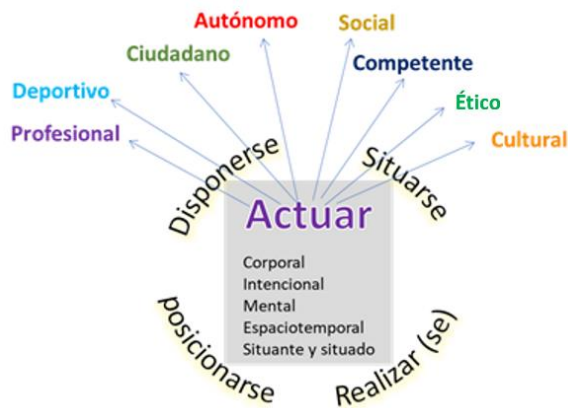 Autónomo
Social
Ciudadano
Competente
Deportivo
Ético
Profesional
Cultural
Disponerse
Situarse
Actuar
Corporal
Intencional
Mental
Espaciotemporal
Situante y situado
posicionarse
Realizar (se)